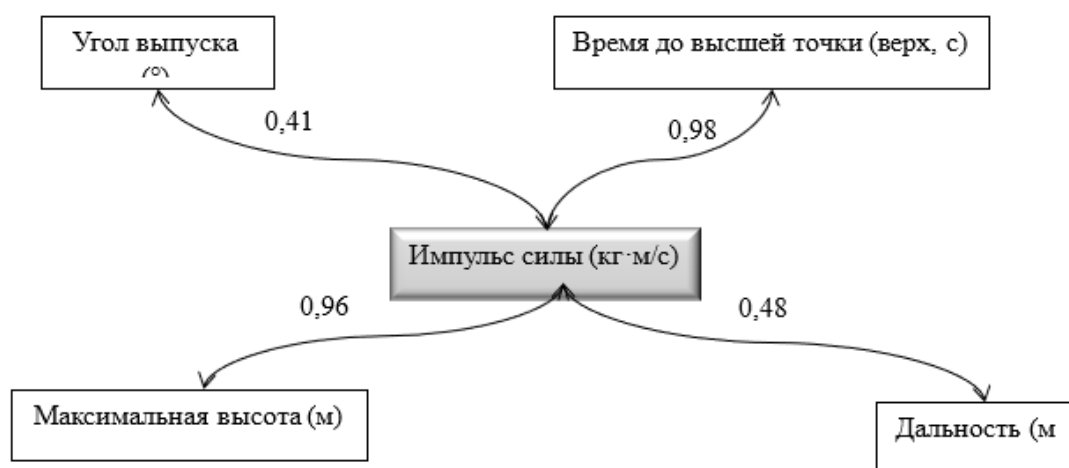 Угол выпуска
(°)
Время до высшей точки (верх, с)
0,41
0,98
Импульс силы (кг·м/с)
0,96
0,48
Максимальная высота (м)
Дальность (м